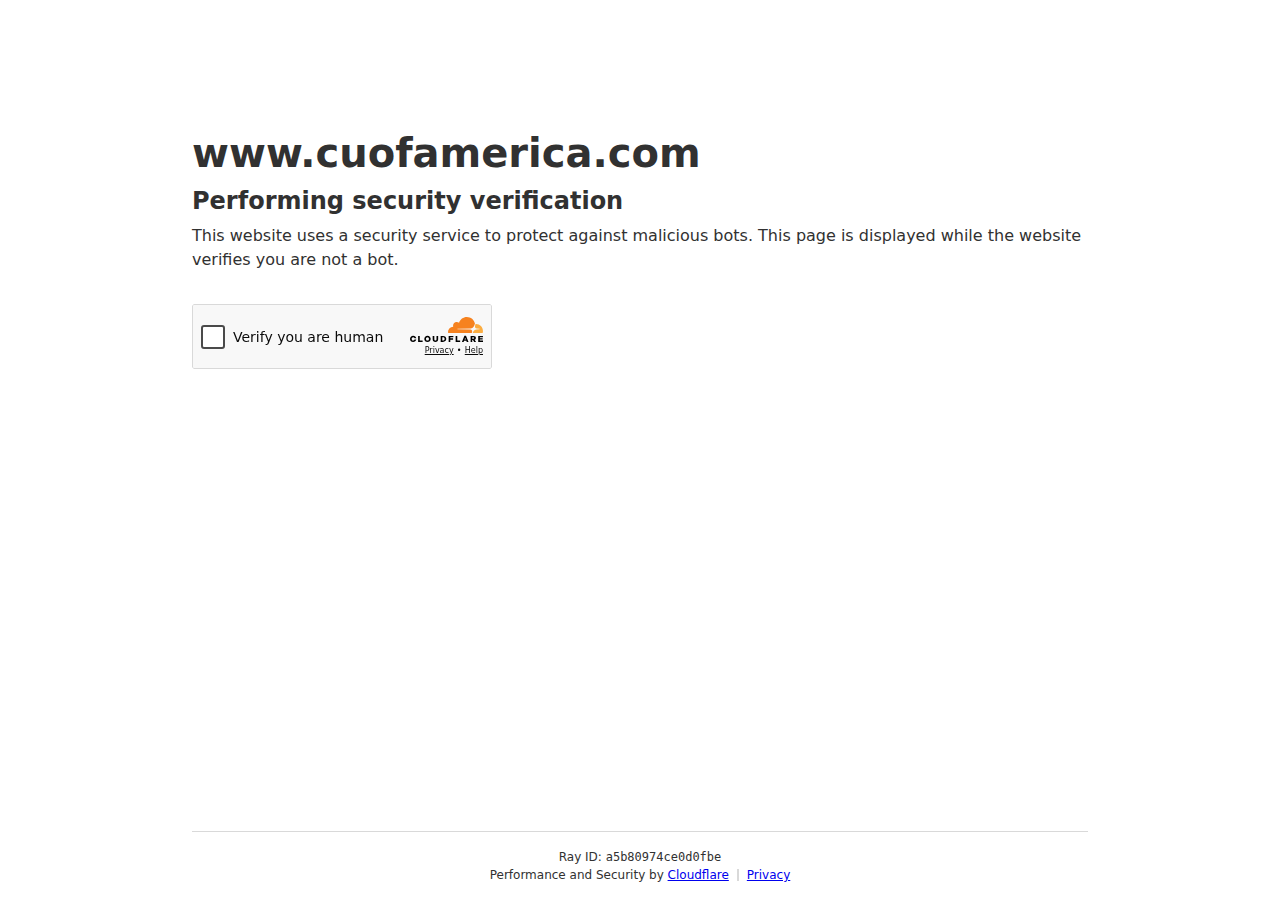 www.cuofamerica.com
Performing security verification
This website uses a security service to protect against malicious bots. This page is displayed while the website
verifies you are not a bot.
Verify you are human
CLOUDFLARE
Privacy • Help
Ray ID: a5b80974ce0d0fbe
Performance and Security by Cloudflare | Privacy